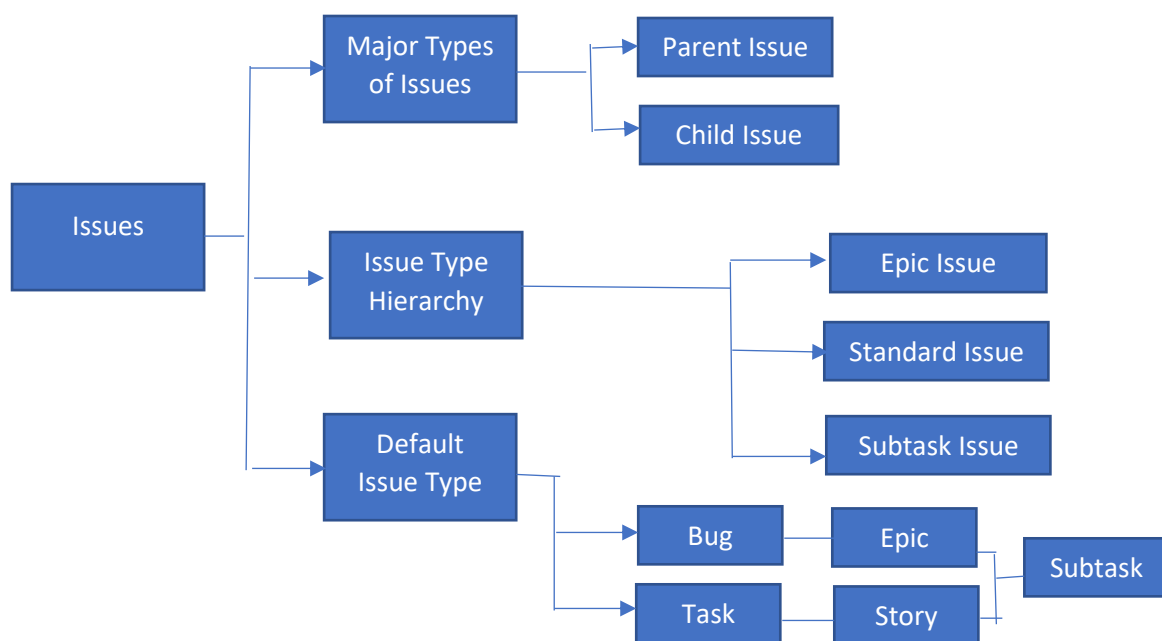 Major Types
of Issues
Parent Issue
Child Issue
Issues
Issue Type
Hierarchy
Epic Issue
Standard Issue
Subtask Issue
Default
Issue Type
Bug
Epic
Subtask
Task
Story